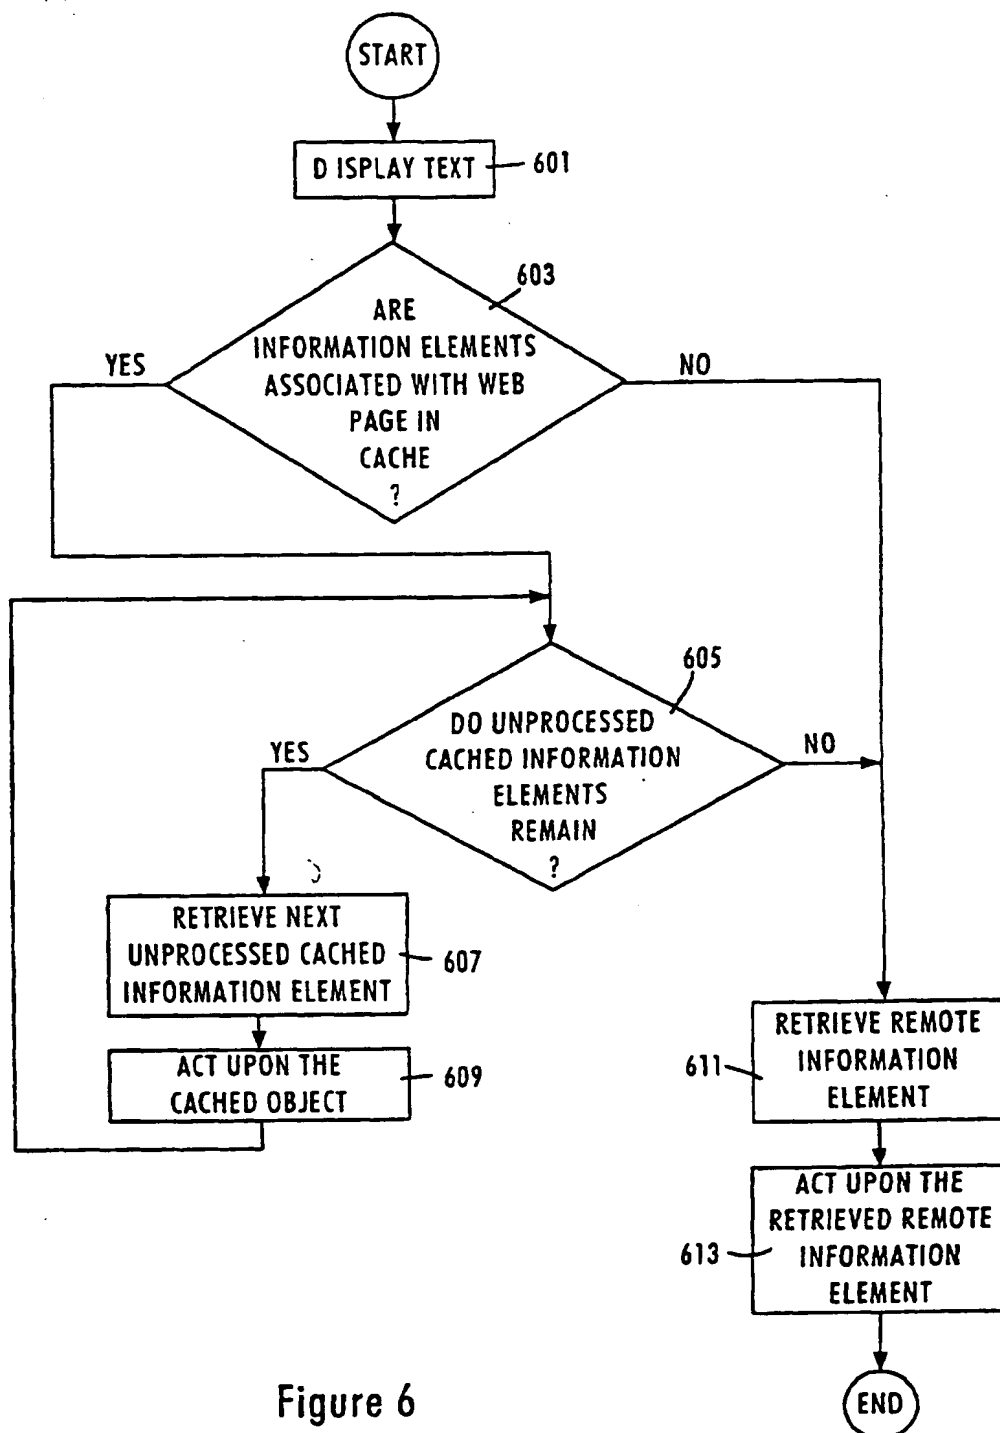 START
D ISPLAY TEXT
601
603
ARE
INFORMATION ELEMENTS
ASSOCIATED WITH WEB
PAGE IN
CACHE
?
YES
NO
605
DO UNPROCESSED
CACHED INFORMATION
ELEMENTS
REMAIN
?
YES
NO
RETRIEVE NEXT
UNPROCESSED CACHED
INFORMATION ELEMENT
607
ACT UPON THE
CACHED OBJECT
609
RETRIEVE REMOTE
INFORMATION
ELEMENT
611
ACT UPON THE
RETRIEVED REMOTE
INFORMATION
ELEMENT
613
END
Figure 6